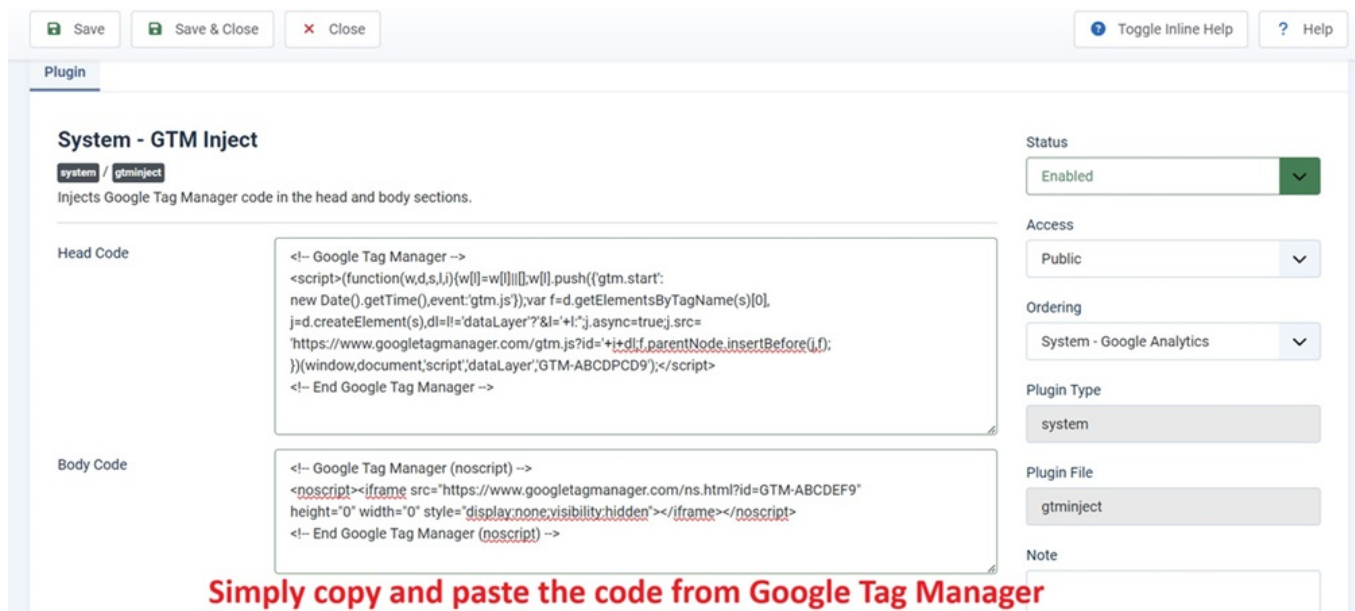 Save
Save & Close
Close
Toggle Inline Help
? Help
Plugin
System - GTM Inject
system / gtminject
Injects Google Tag Manager code in the head and body sections.
Status
Enabled
Access
Public
Ordering
System - Google Analytics
Plugin Type
system
Plugin File
gtminject
Note
Head Code
<!-- Google Tag Manager -->
<script>(function(w,d,s,l,i){w[l]=w[l]||[];w[l].push({'gtm.start':
new Date().getTime(),event:'gtm.js'});var f=d.getElementsByTagName(s)[0],
j=d.createElement(s),dl=l!='dataLayer'?'&l='+l:'';j.async=true;j.src=
'https://www.googletagmanager.com/gtm.js?id='+i+dl;f.parentNode.insertBefore(j,f);
})(window,document,'script','dataLayer','GTM-ABCDPCD9');</script>
<!-- End Google Tag Manager -->
Body Code
<!-- Google Tag Manager (noscript) -->
<noscript><iframe src="https://www.googletagmanager.com/ns.html?id=GTM-ABCDEF9"
height="0" width="0" style="display:none;visibility:hidden"></iframe></noscript>
<!-- End Google Tag Manager (noscript) -->
Simply copy and paste the code from Google Tag Manager